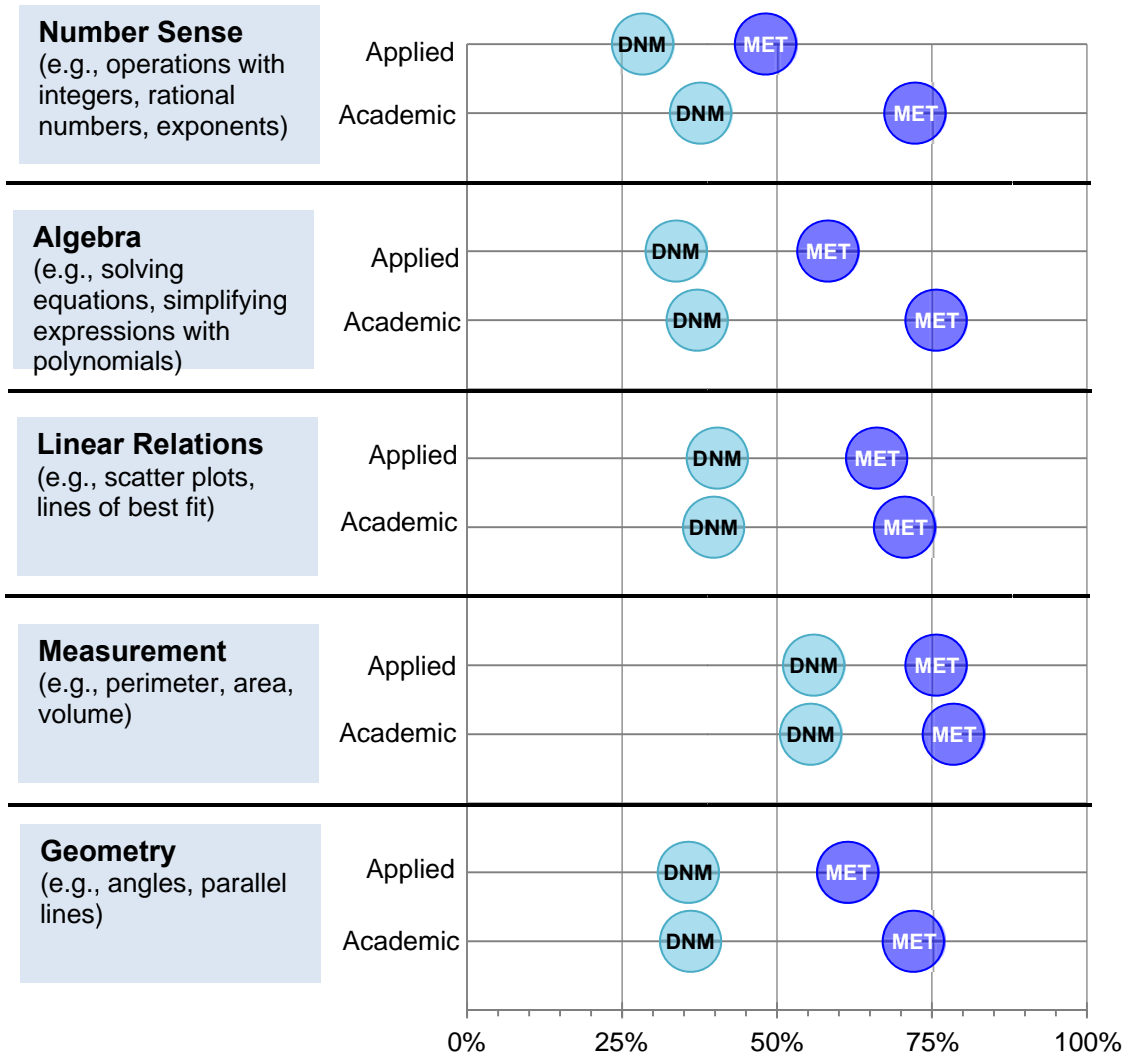 Number Sense
(e.g., operations with
integers, rational
numbers, exponents)
Applied
DNM
MET
Academic
DNM
MET
Algebra
(e.g., solving
equations, simplifying
expressions with
polynomials)
Applied
DNM
MET
Academic
DNM
MET
Linear Relations
(e.g., scatter plots,
lines of best fit)
Applied
DNM
MET
Academic
DNM
MET
Measurement
(e.g., perimeter, area,
volume)
Applied
DNM
MET
Academic
DNM
MET
Geometry
(e.g., angles, parallel
lines)
Applied
DNM
MET
Academic
DNM
MET
0% 25% 50% 75% 100%